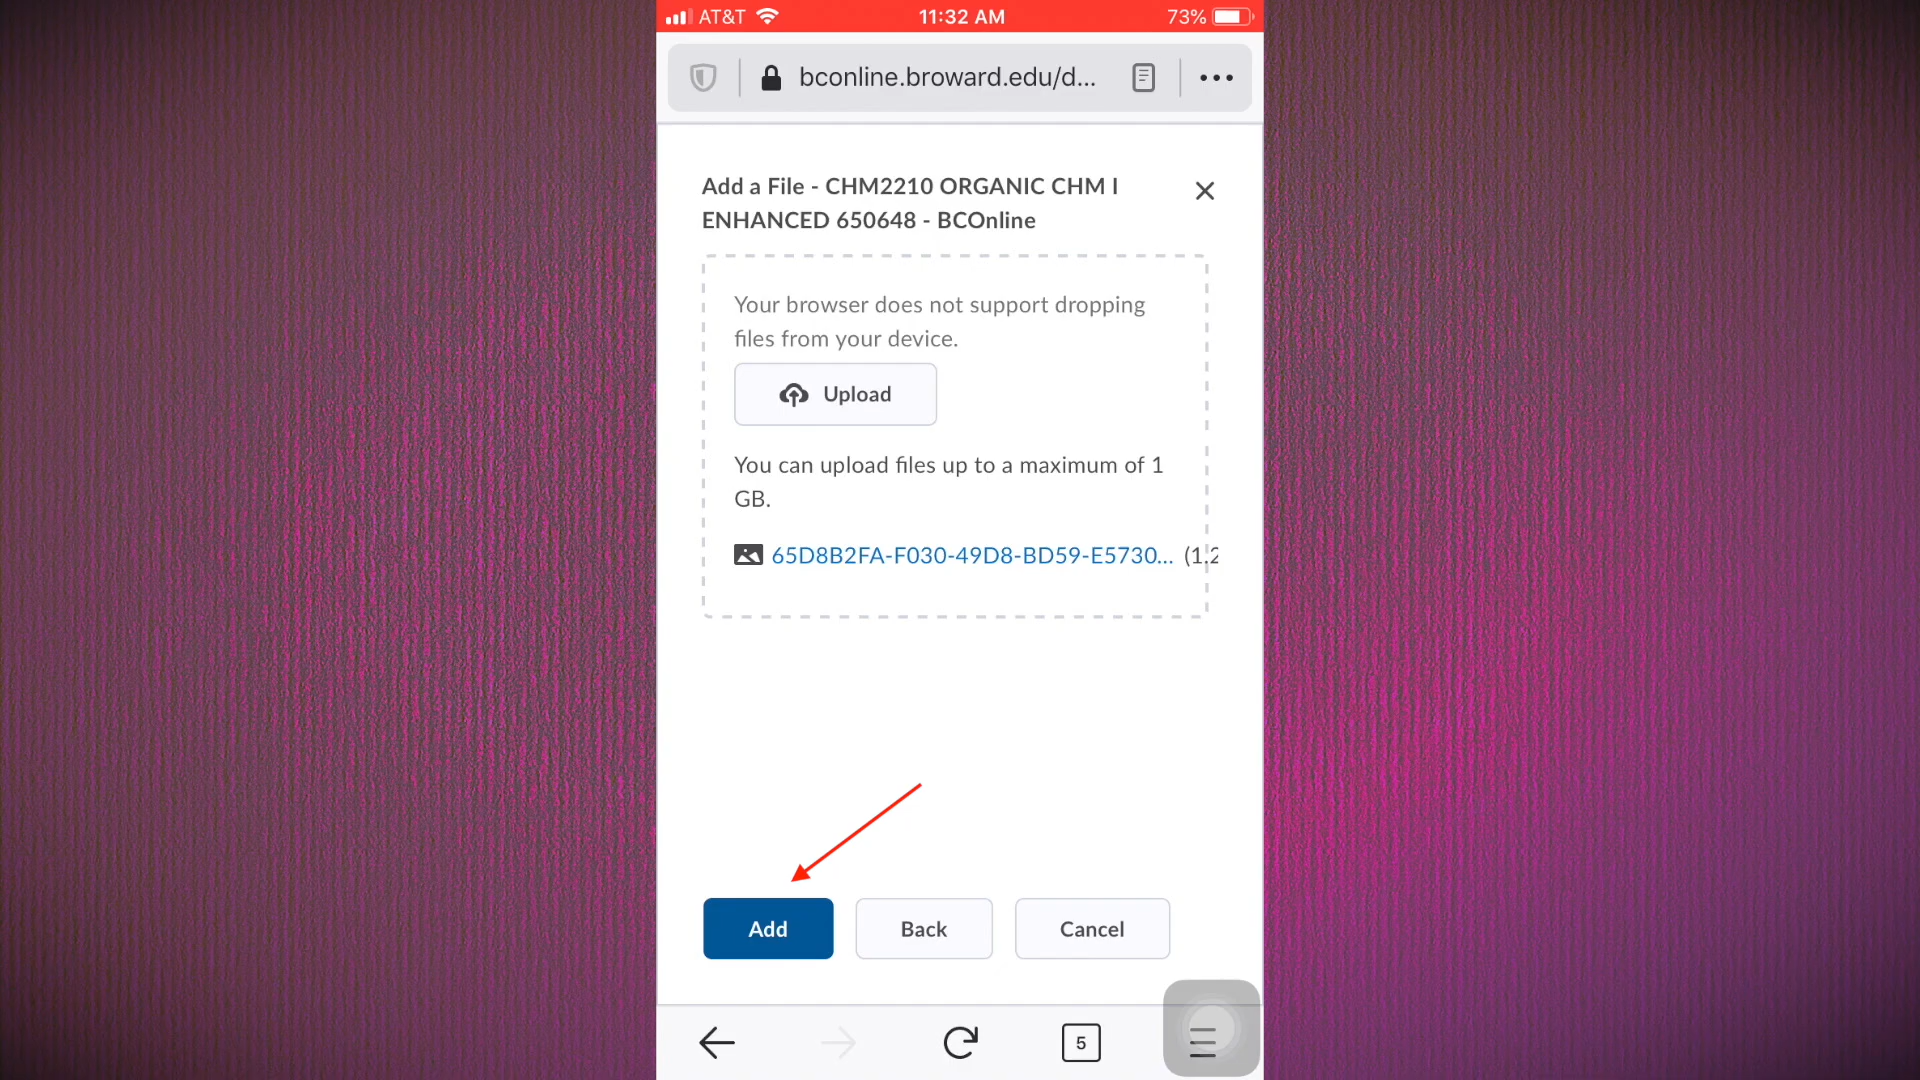 AT&T 11:32 AM 73%
bconline.broward.edu/d...
Add a File - CHM2210 ORGANIC CHM I
ENHANCED 650648 - BCOnline
Your browser does not support dropping
files from your device.
Upload
You can upload files up to a maximum of 1
GB.
65D8B2FA-F030-49D8-BD59-E5730... (1.2
Add Back Cancel
5